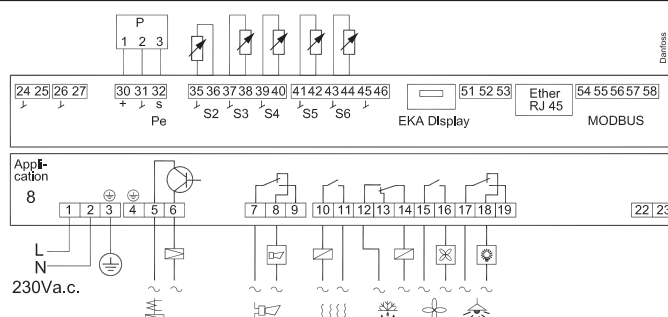 P
1 2 3
Danfoss
24 25 26 27 30 31 32 35 36 37 38 39 40 41 42 43 44 45 46 51 52 53 Ether RJ 45 54 55 56 57 58
+ s S2 S3 S4 S5 S6
Pe EKA Display MODBUS
Appli-
cation
8
1 2 3 4 5 6 7 8 9 10 11 12 13 14 15 16 17 18 19 22 23
L
N
230Va.c.